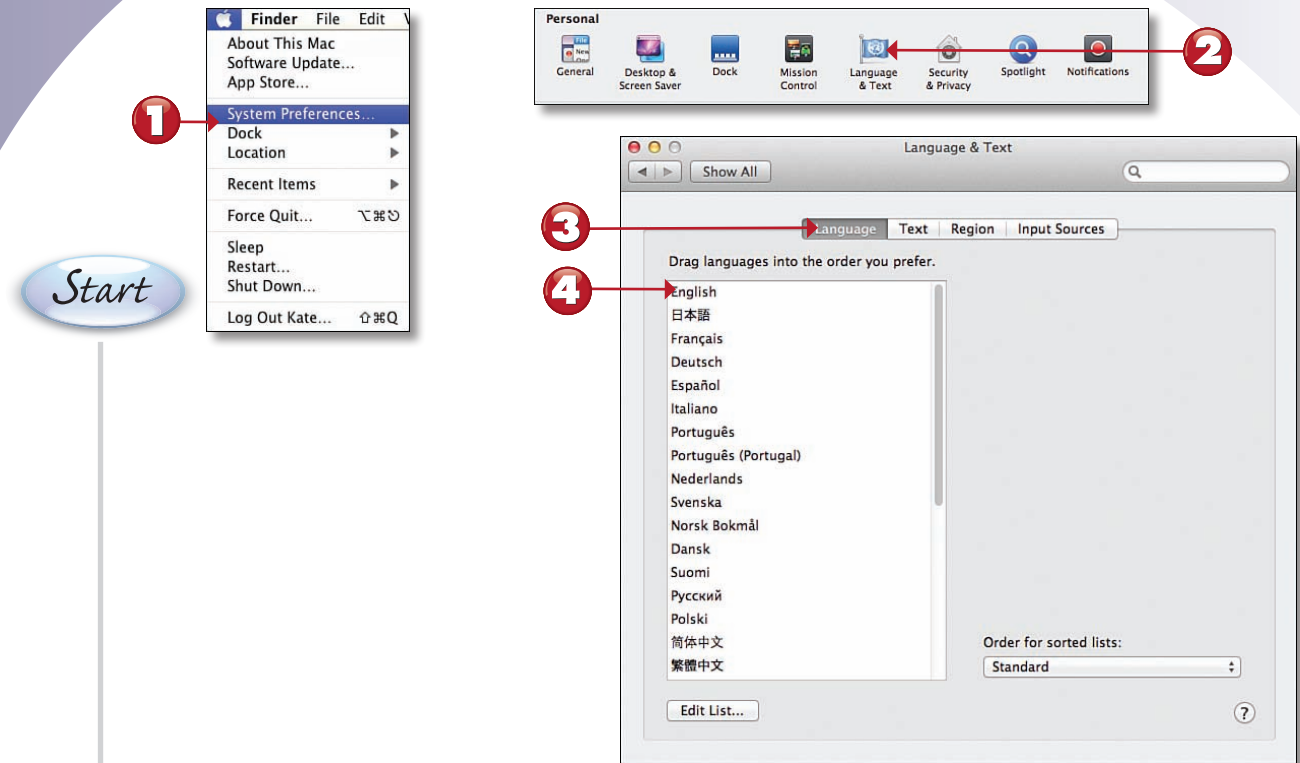 Finder File Edit
About This Mac
Software Update...
App Store...
1
System Preferences...
Dock
Location
Recent Items
Force Quit... ⌥⌘⎋
Sleep
Restart...
Shut Down...
Log Out Kate... ⇧⌘Q
Start
Personal
General
Desktop &
Screen Saver
Dock
Mission
Control
Language
& Text
Security
& Privacy
Spotlight
Notifications
2
Language & Text
Show All
3
Language Text Region Input Sources
Drag languages into the order you prefer.
4
English
日本語
Français
Deutsch
Español
Italiano
Português
Português (Portugal)
Nederlands
Svenska
Norsk Bokmål
Dansk
Suomi
Русский
Polski
简体中文
繁體中文
Order for sorted lists:
Standard
Edit List...
?